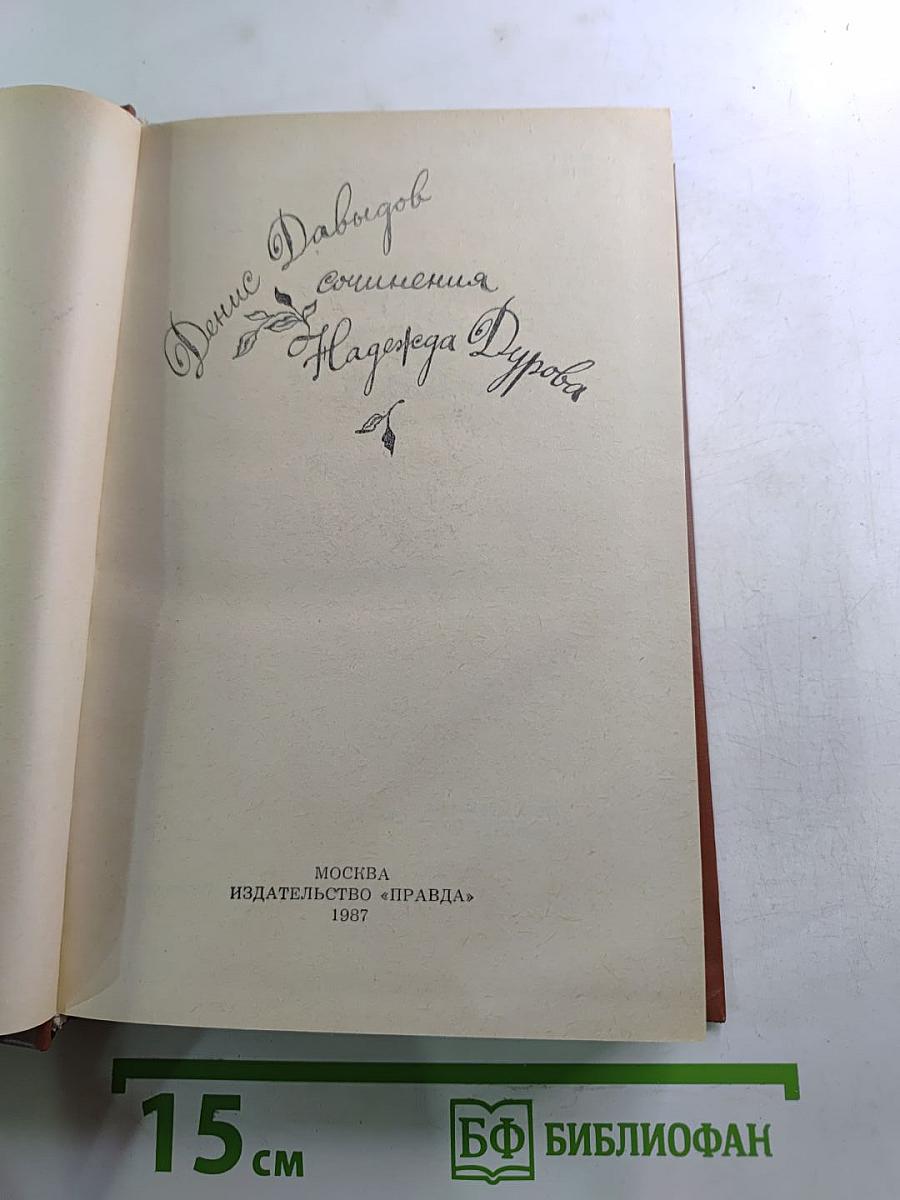 Денис Давыдов
сочинения
Надежда Дурова
МОСКВА
ИЗДАТЕЛЬСТВО «ПРАВДА»
1987
15 см
БФ БИБЛИОФАН